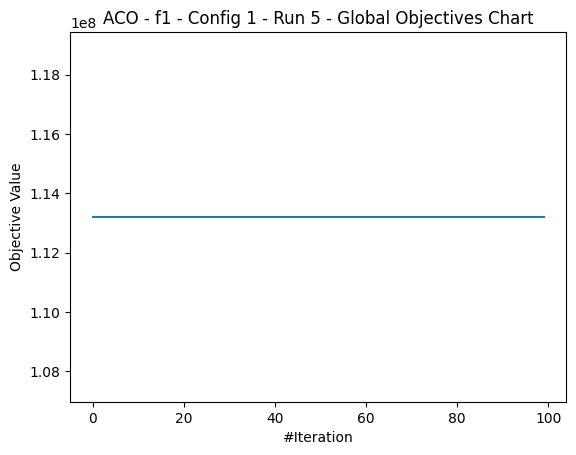 ACO - f1 - Config 1 - Run 5 - Global Objectives Chart
1e8
1.18
1.16
1.14
1.12
1.10
1.08
Objective Value
0 20 40 60 80 100
#Iteration